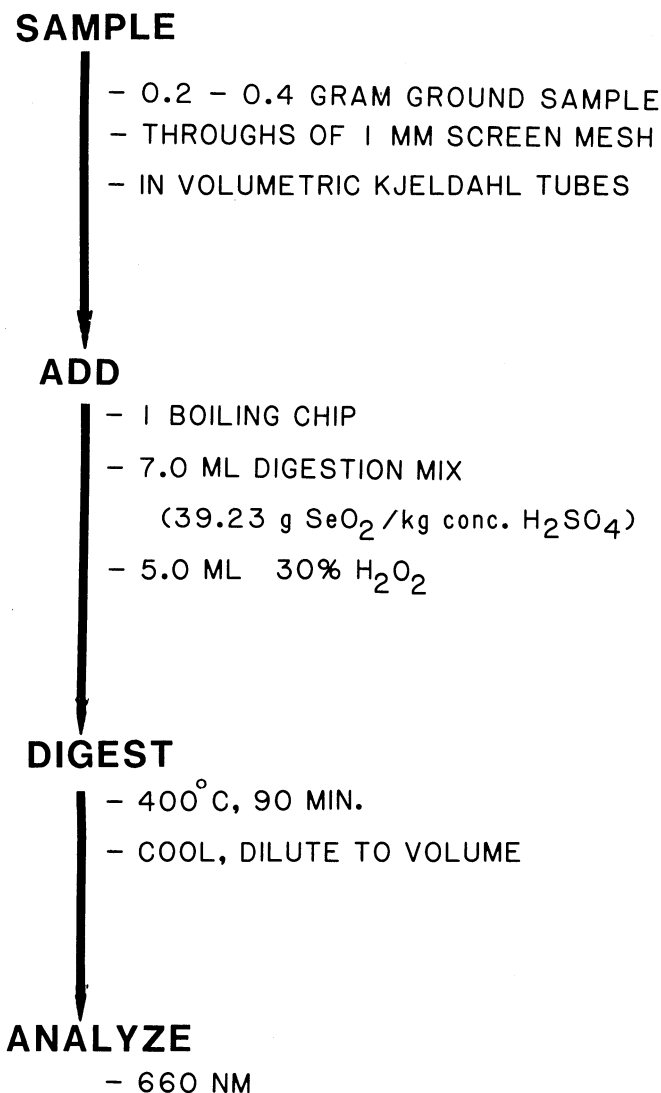 SAMPLE
- 0.2 - 0.4 GRAM GROUND SAMPLE
- THROUGHS OF 1 MM SCREEN MESH
- IN VOLUMETRIC KJELDAHL TUBES
ADD
- 1 BOILING CHIP
- 7.0 ML DIGESTION MIX
(39.23 g SeO₂/kg conc. H₂SO₄)
- 5.0 ML 30% H₂O₂
DIGEST
- 400°C, 90 MIN.
- COOL, DILUTE TO VOLUME
ANALYZE
- 660 NM